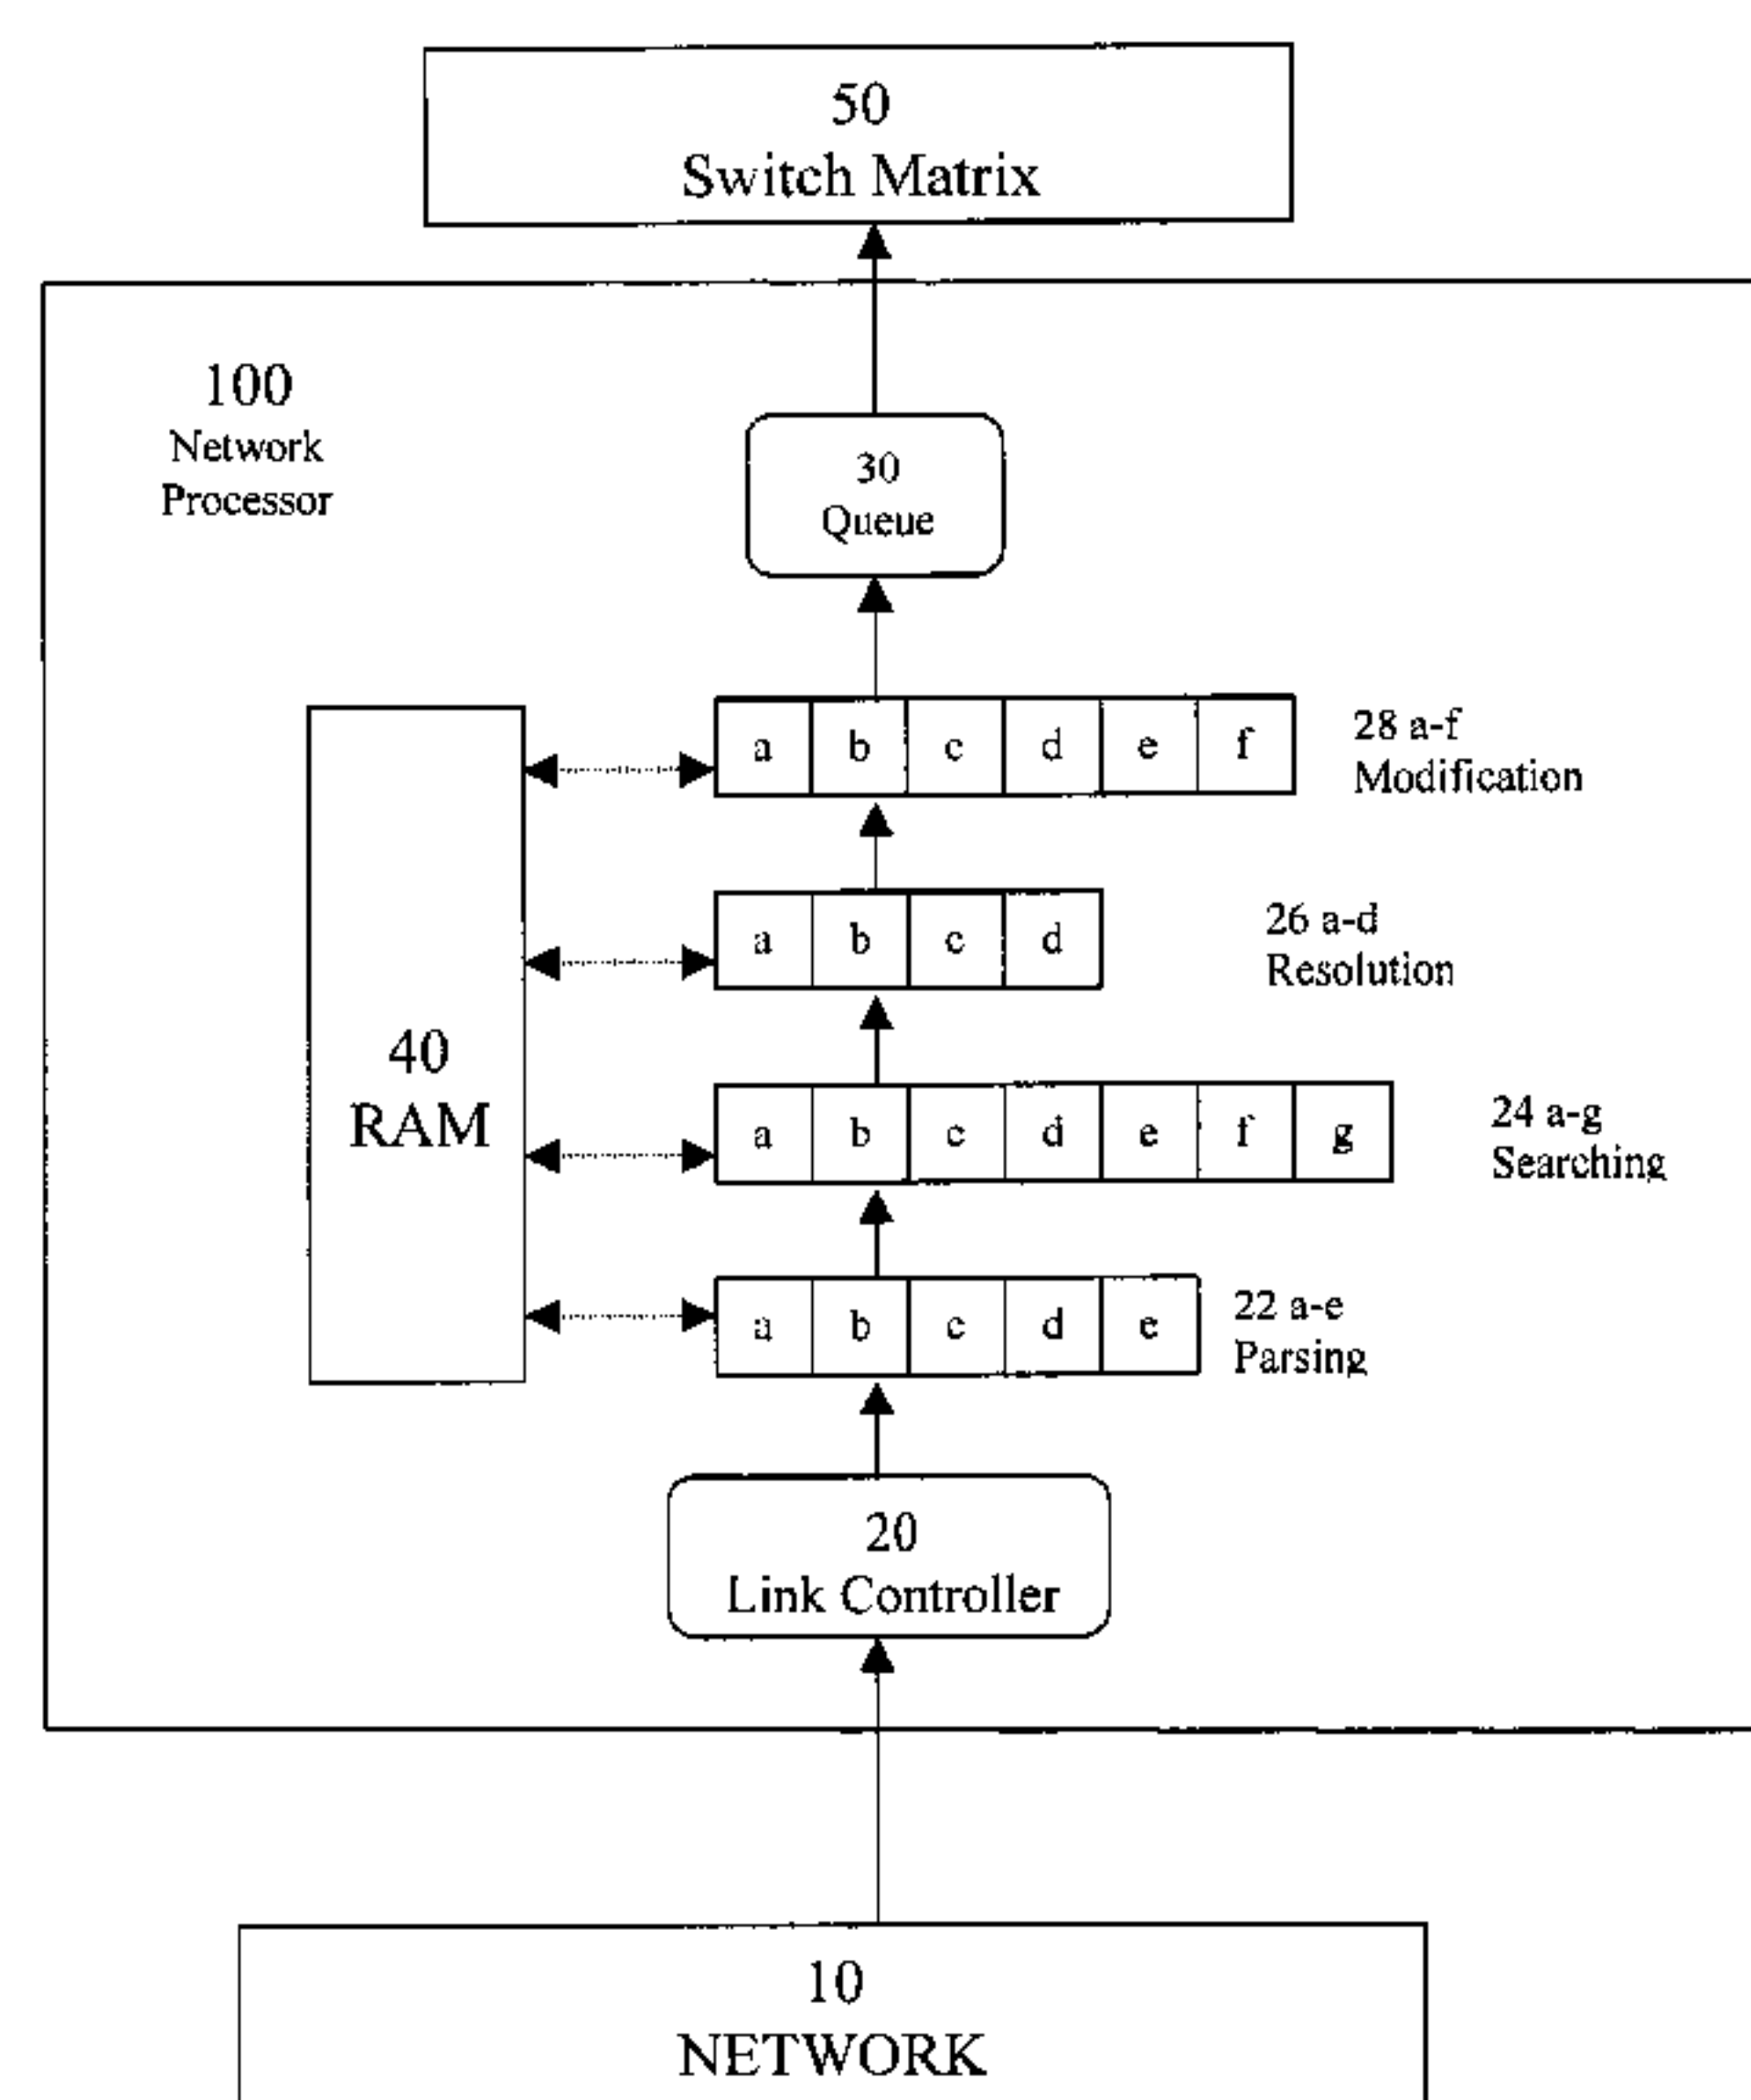 50
Switch Matrix
100
Network
Processor
30
Queue
a b c d e f
28 a-f
Modification
a b c d
26 a-d
Resolution
40
RAM
a b c d e f g
24 a-g
Searching
a b c d e
22 a-e
Parsing
20
Link Controller
10
NETWORK